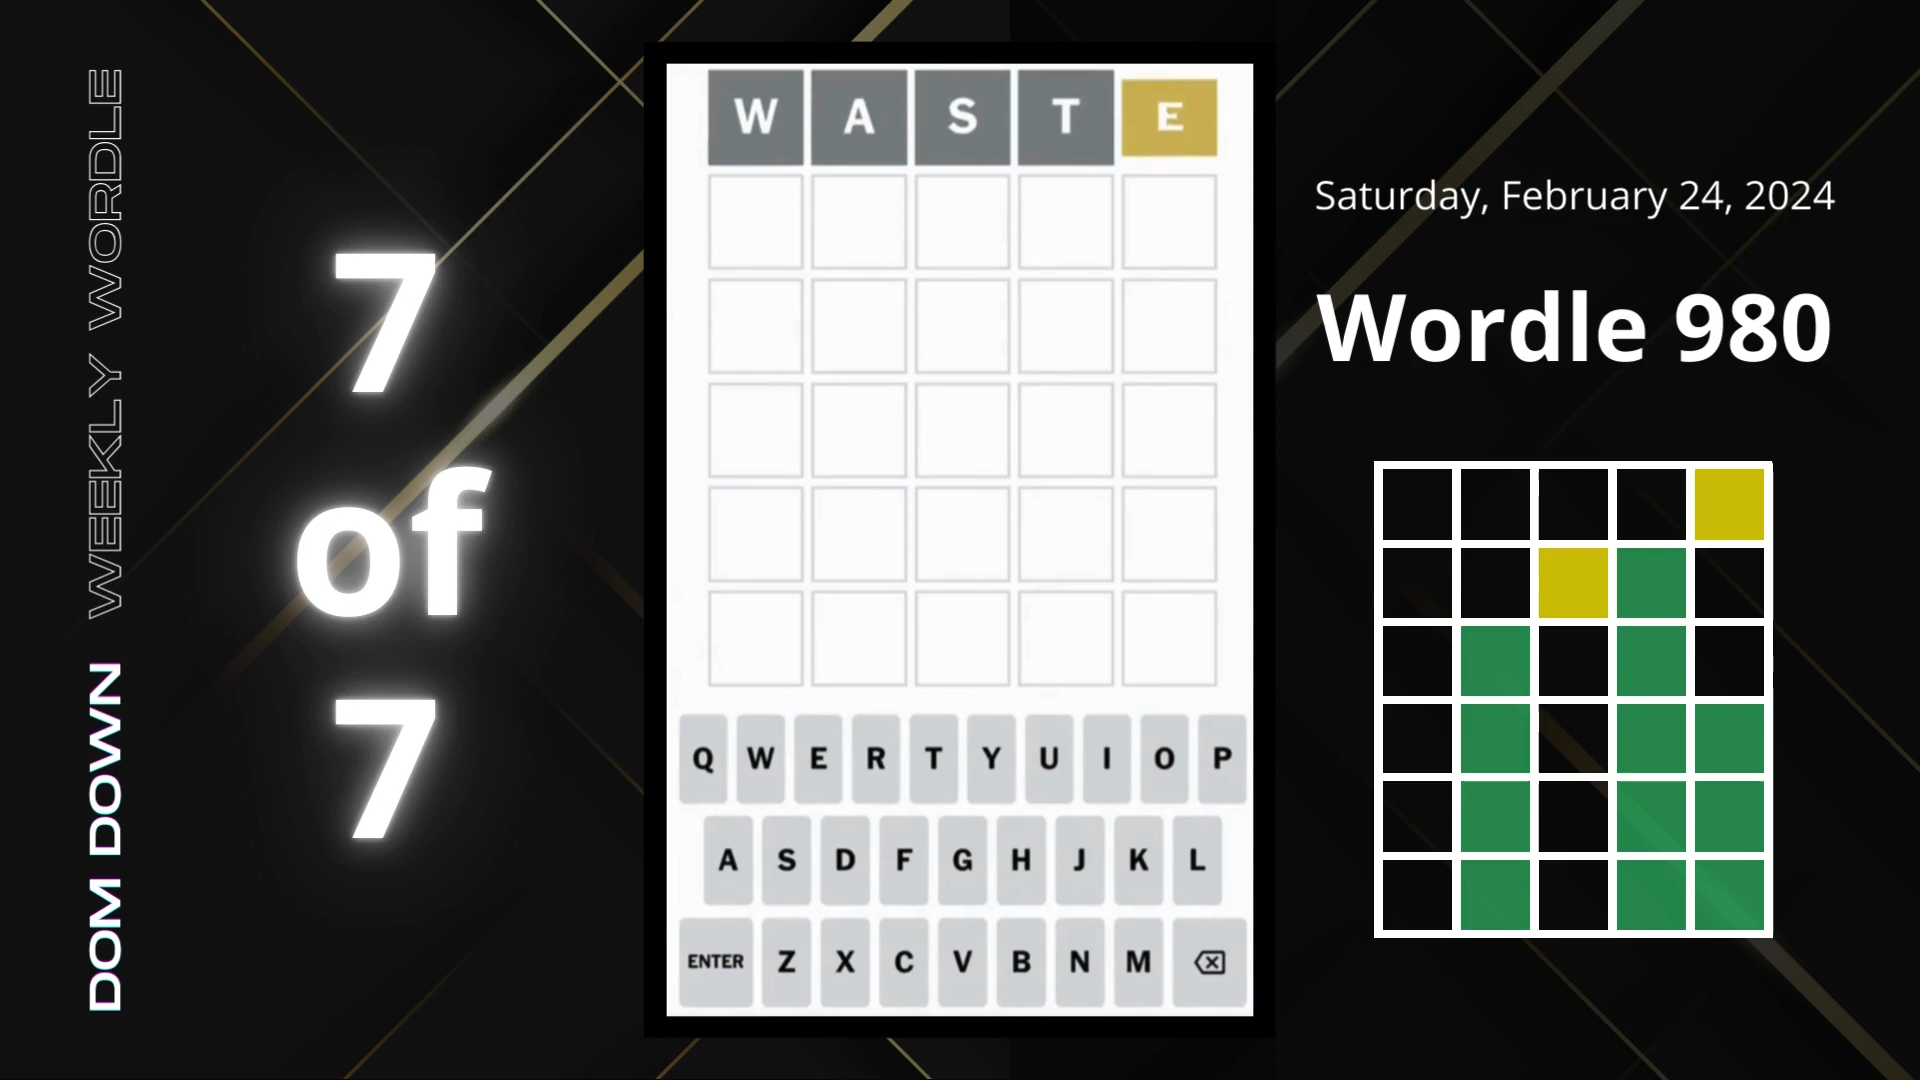 DOM DOWN WEEKLY WORDLE
7
of
7
W A S T E
Q W E R T Y U I O P
A S D F G H J K L
ENTER Z X C V B N M
Saturday, February 24, 2024
Wordle 980